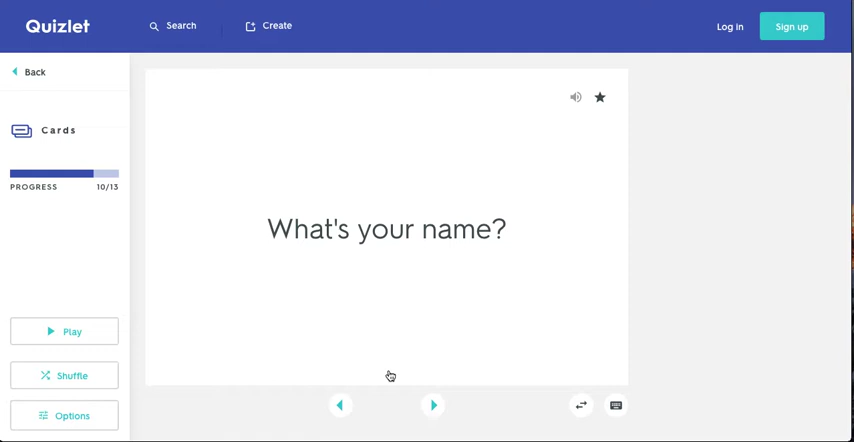 Quizlet
Search
Create
Log in
Sign up
Back
Cards
PROGRESS 10/13
What's your name?
Play
Shuffle
Options